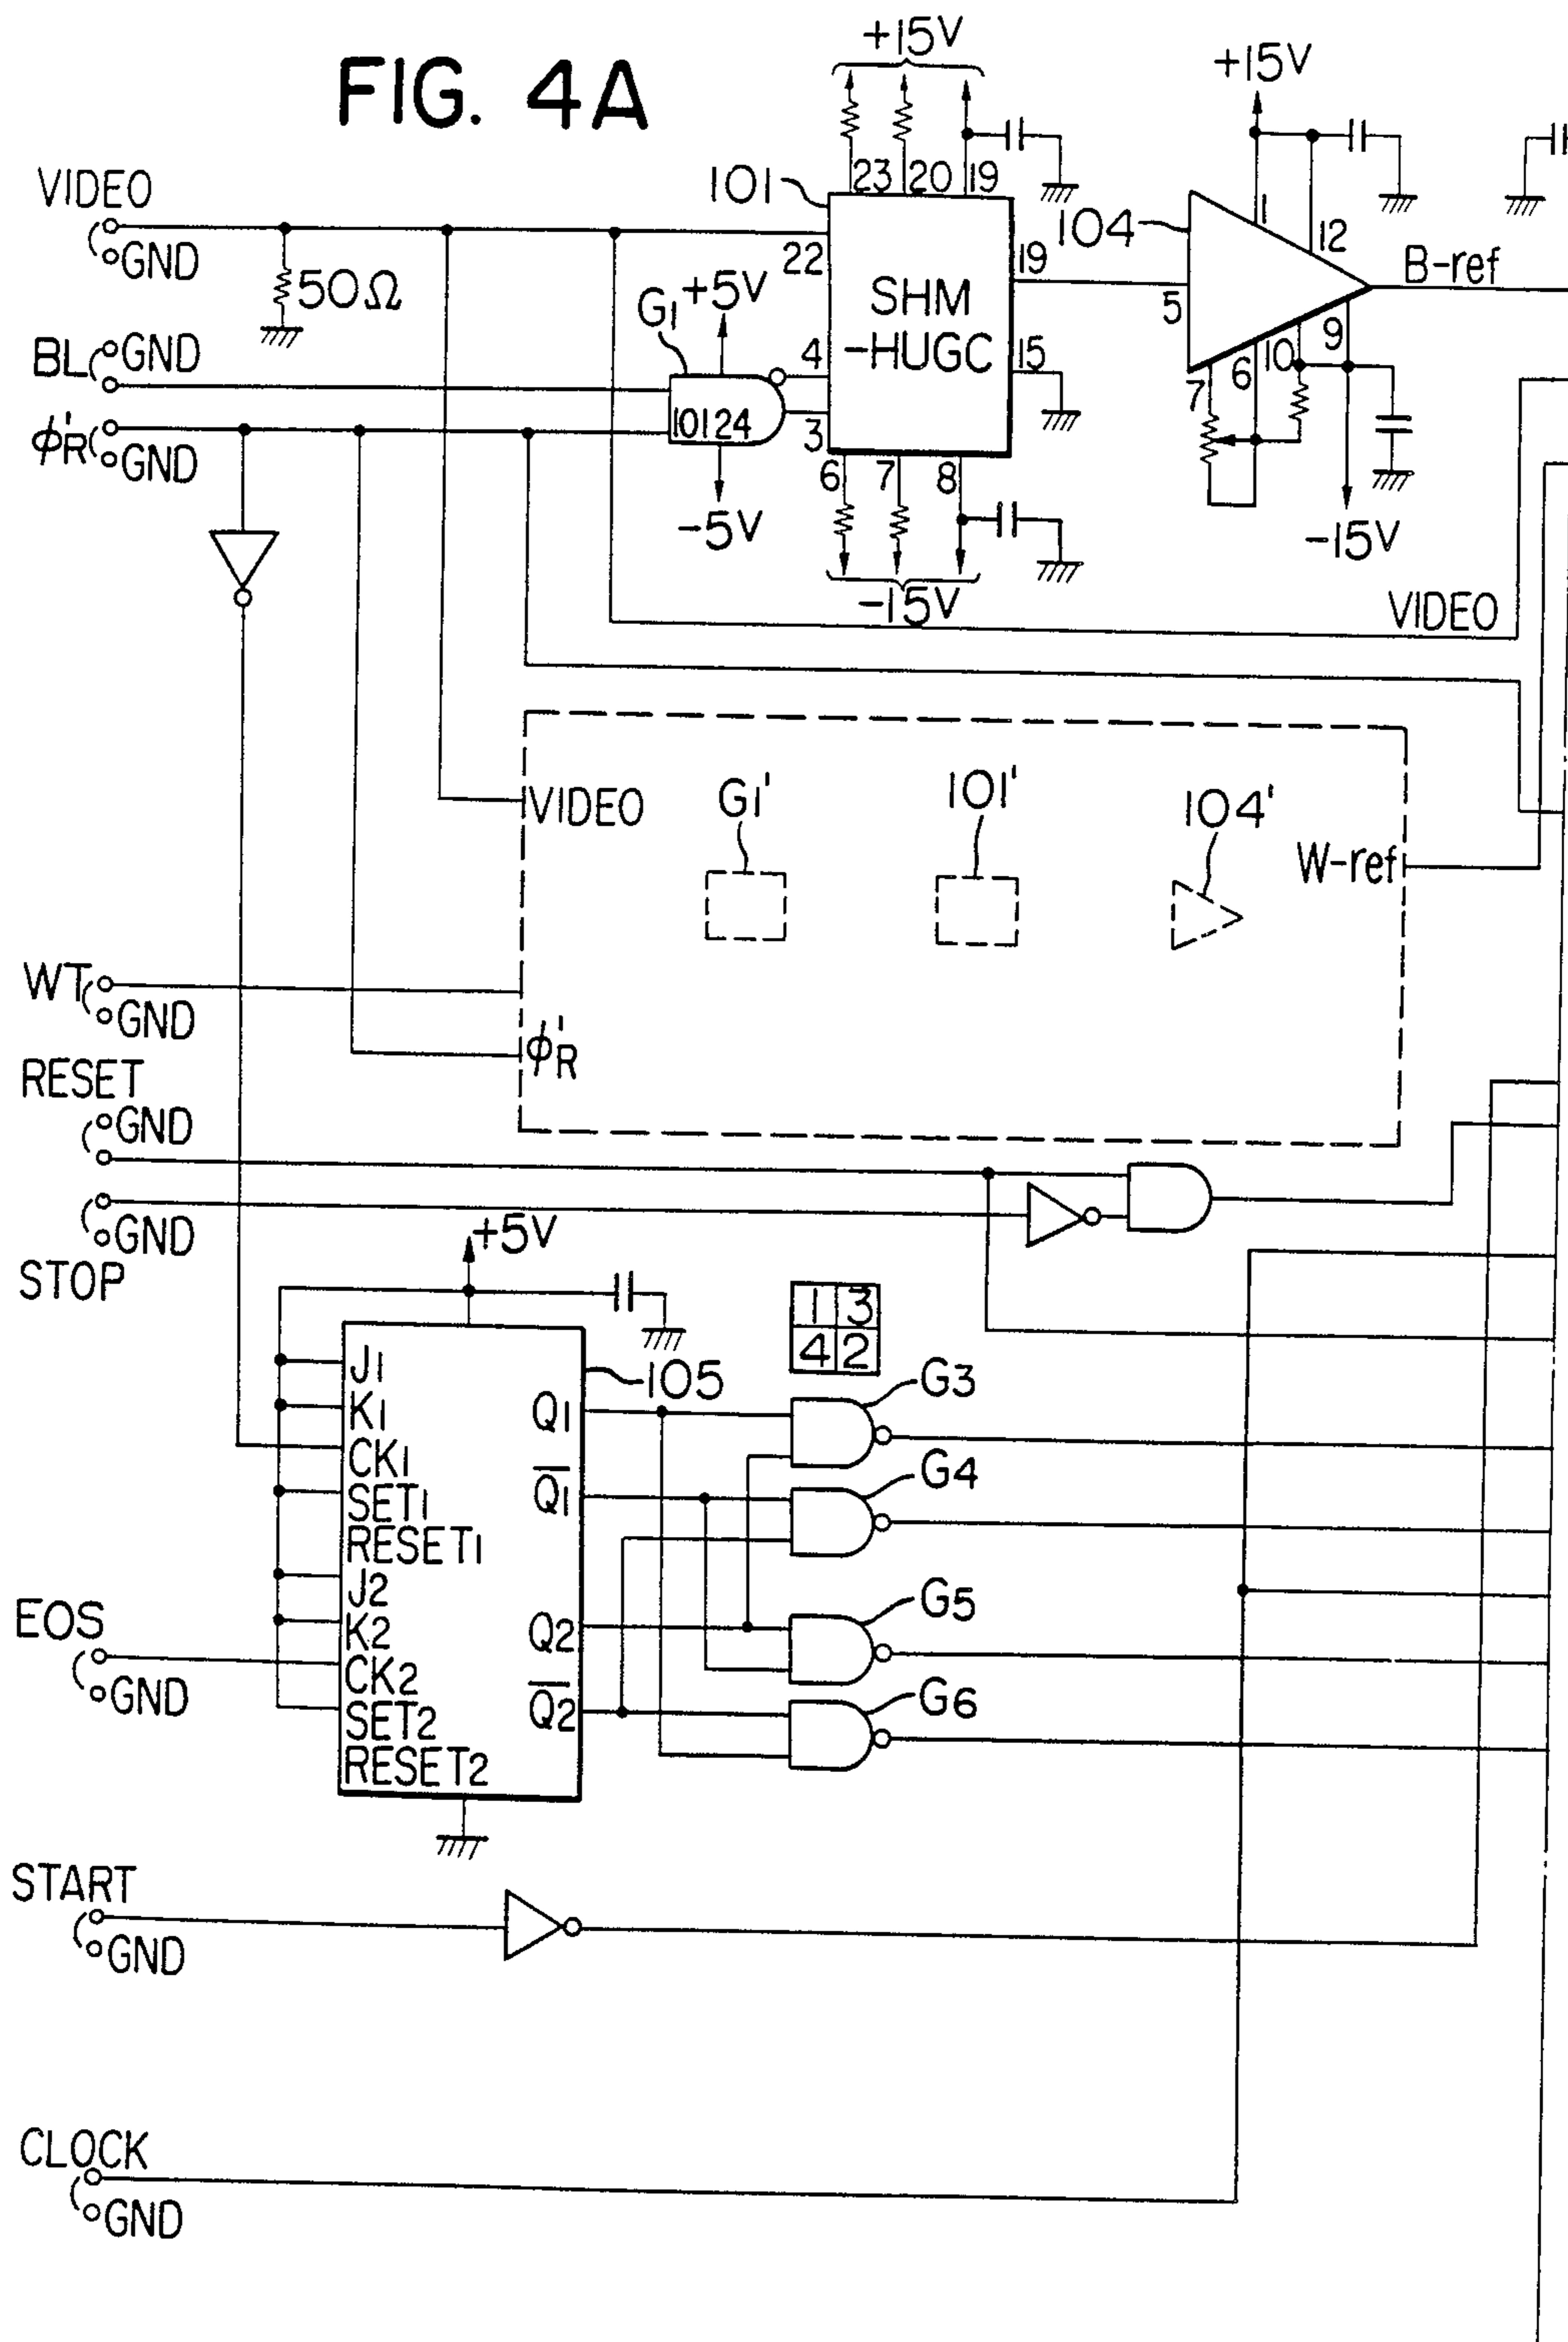 FIG. 4A
+15V
+15V
VIDEO
GND
50Ω
101
23 20 19
22
19
SHM
-HUGC
4
3
15
6 7 8
-15V
104
1
12
5
7 6 10 9
B-ref
-15V
BL
GND
G1
+5V
10124
-5V
φ'R
GND
VIDEO
VIDEO
G1'
101'
104'
W-ref
WT
GND
φ'R
RESET
GND
GND
STOP
+5V
1 3
4 2
105
J1
K1
CK1
SET1
RESET1
J2
K2
CK2
SET2
RESET2
Q1
Q̅1
Q2
Q̅2
G3
G4
G5
G6
EOS
GND
START
GND
CLOCK
GND